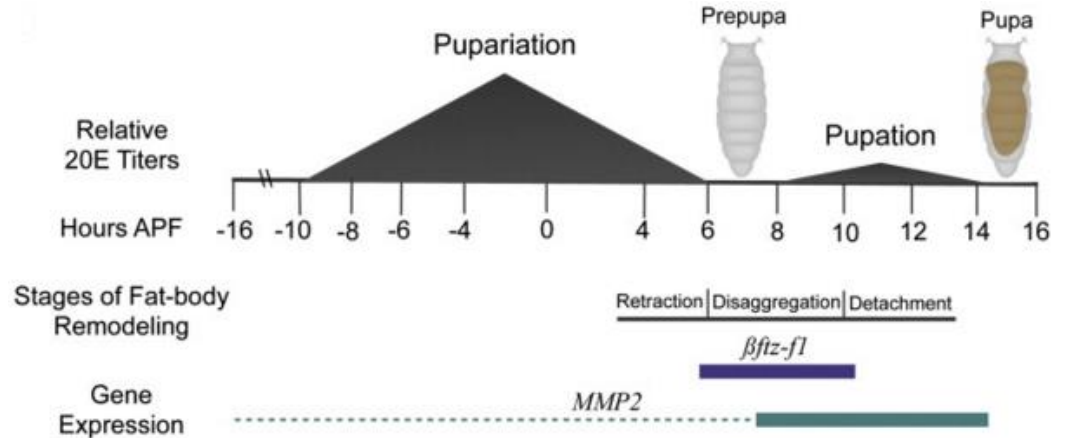 Prepupa
Pupa
Pupariation
Pupation
Relative
20E Titers
Hours APF -16 -10 -8 -6 -4 0 4 6 8 10 12 14 16
Stages of Fat-body
Remodeling
Retraction Disaggregation Detachment
βftz-f1
MMP2
Gene
Expression